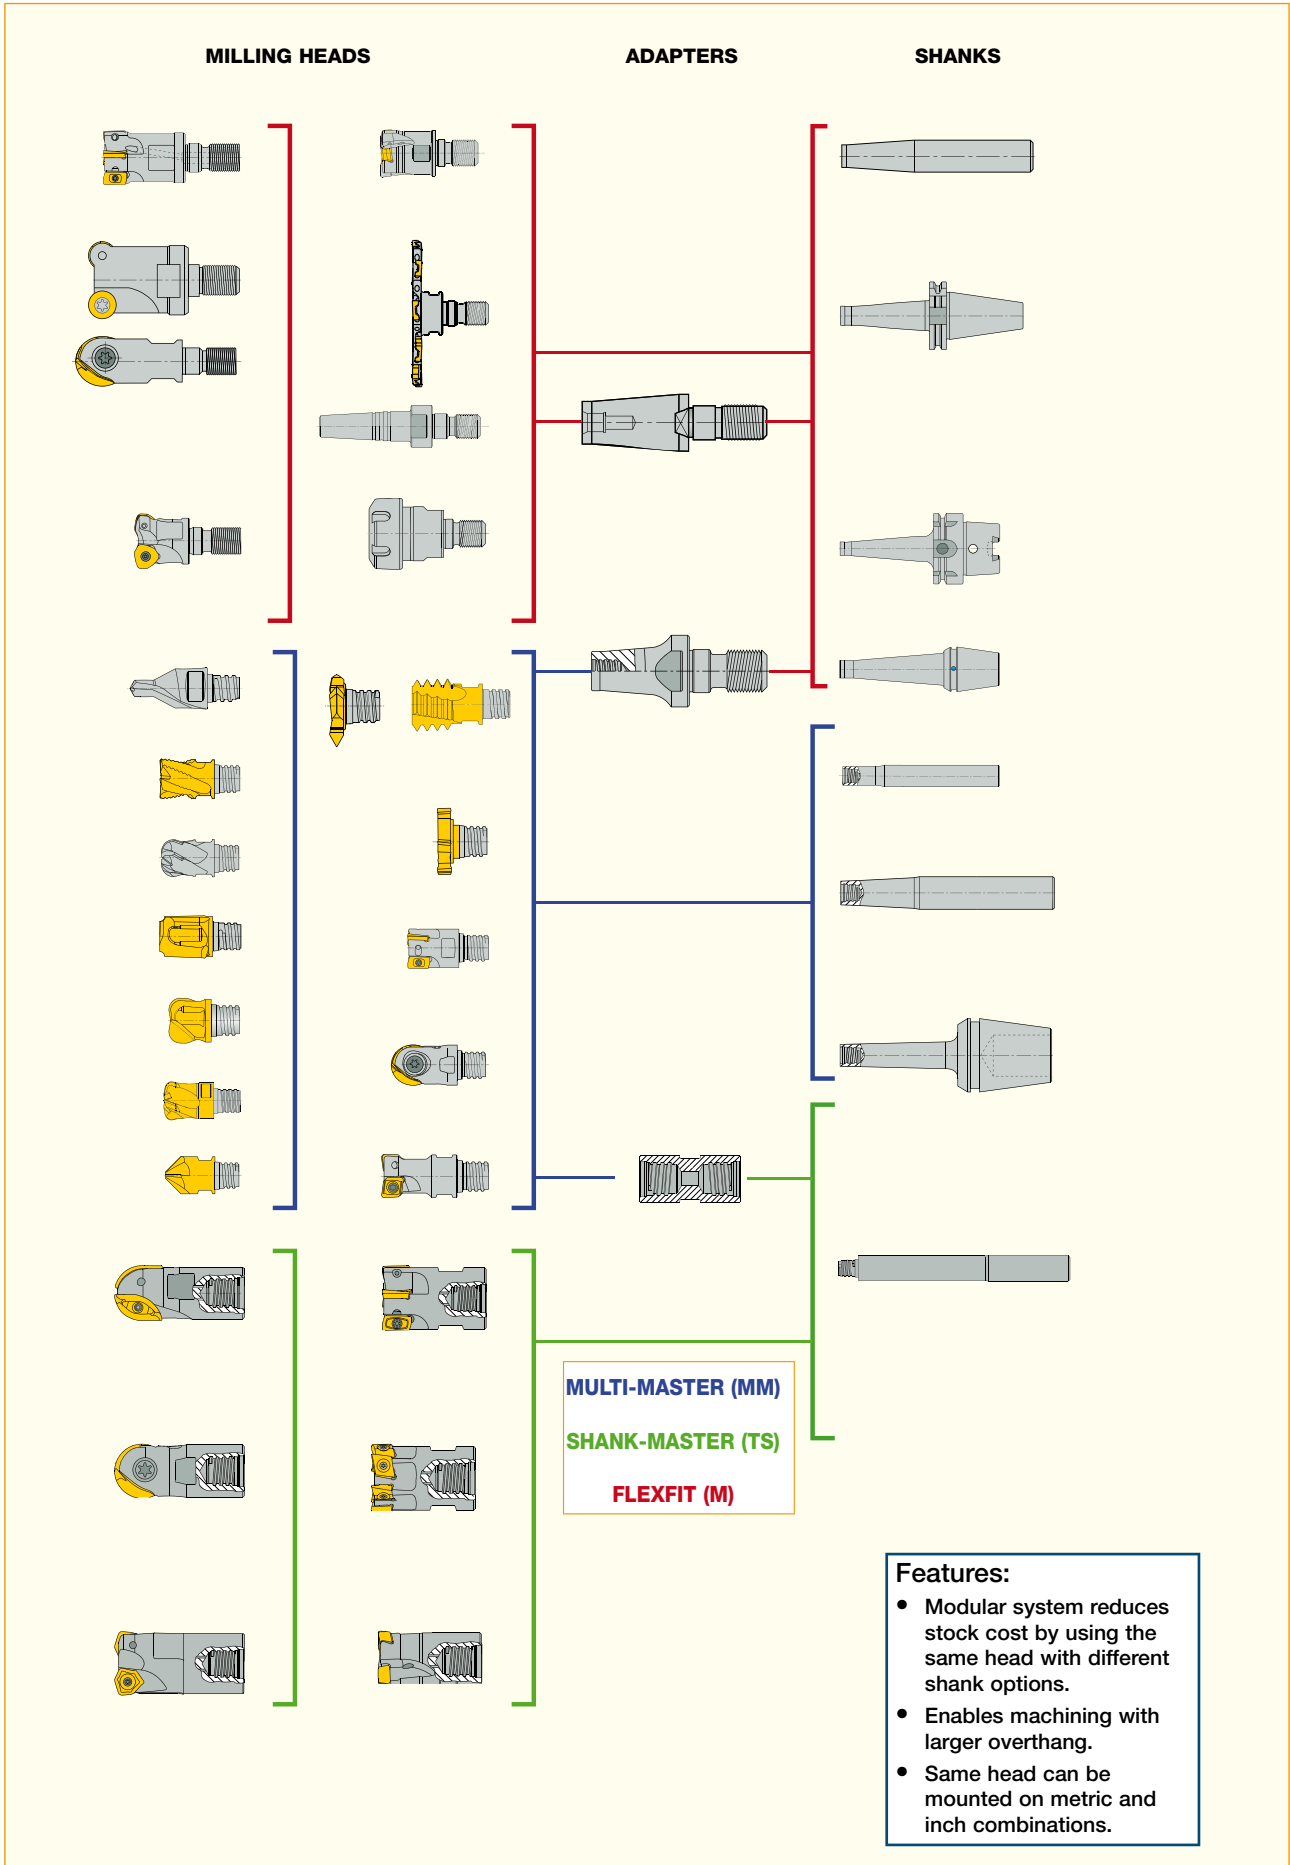 MILLING HEADS
ADAPTERS
SHANKS
MULTI-MASTER (MM)
SHANK-MASTER (TS)
FLEXFIT (M)
Features:
• Modular system reduces
stock cost by using the
same head with different
shank options.
• Enables machining with
larger overthang.
• Same head can be
mounted on metric and
inch combinations.